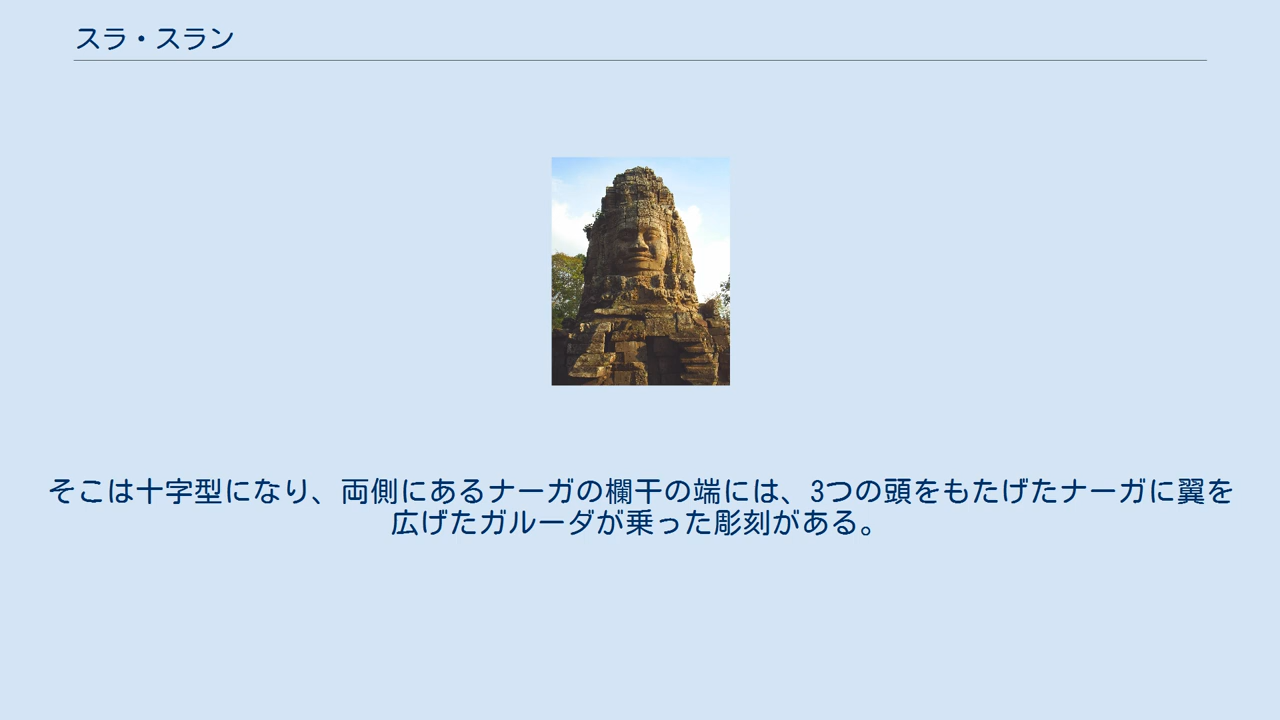 スラ・スラン
そこは十字型になり、両側にあるナーガの欄干の端には、3つの頭をもたげたナーガに翼を
広げたガルーダが乗った彫刻がある。